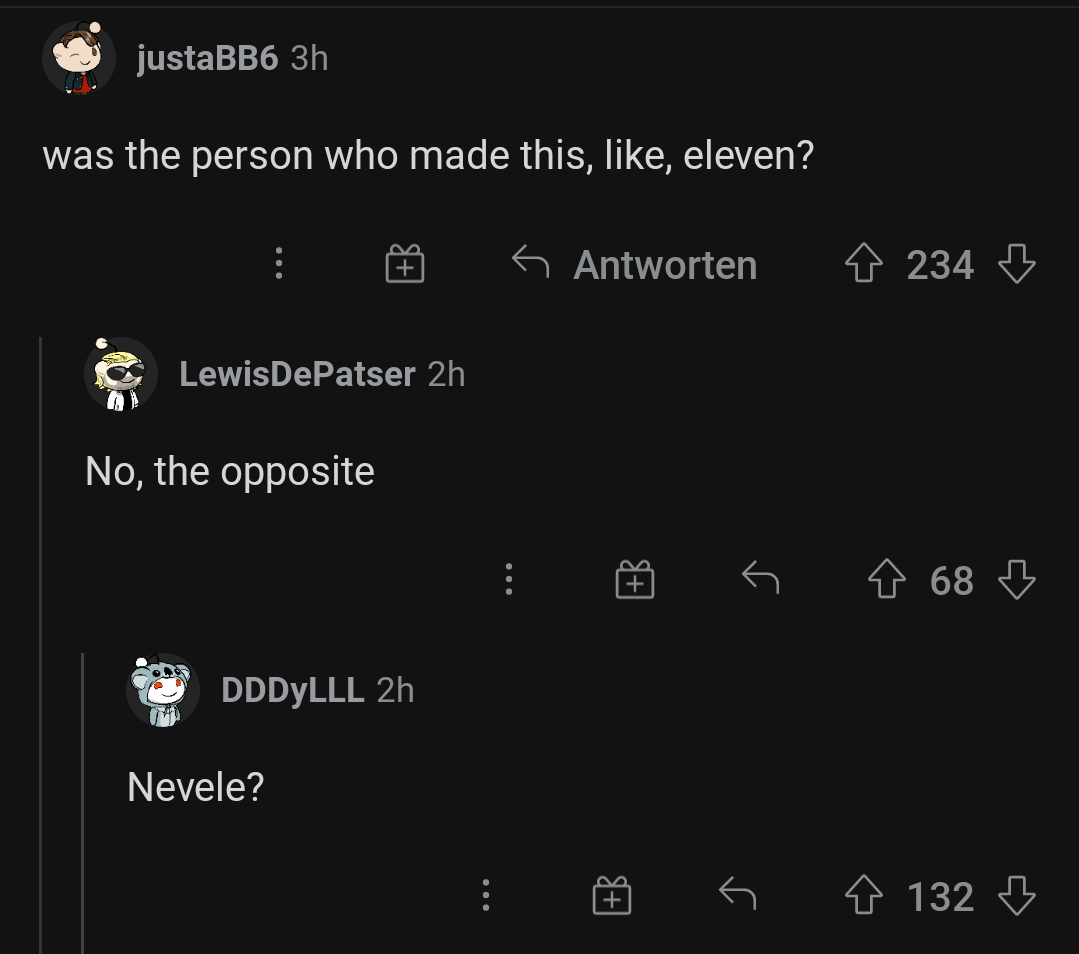 justaBB6 3h
was the person who made this, like, eleven?
Antworten 234
LewisDePatser 2h
No, the opposite
68
DDDyLLL 2h
Nevele?
132